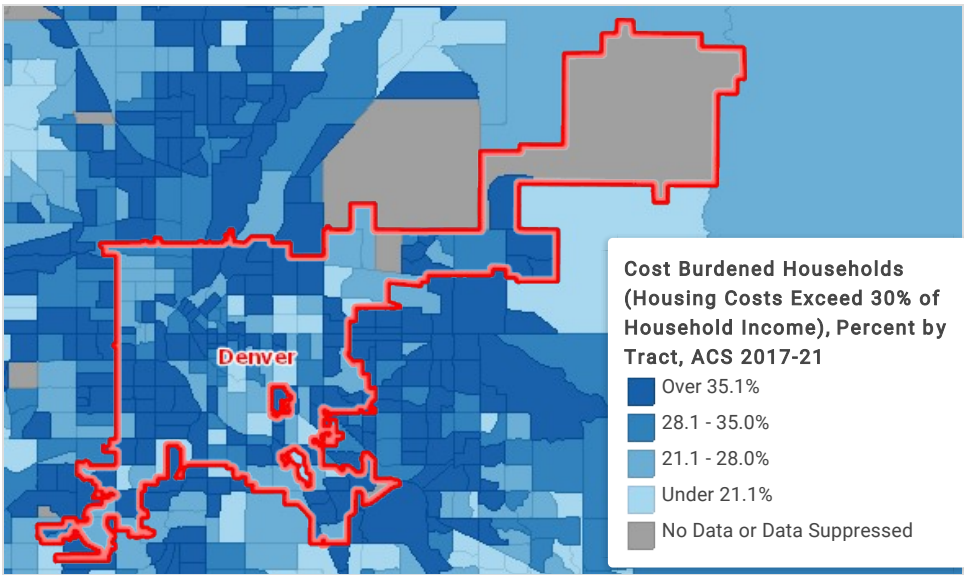 Denver
Cost Burdened Households
(Housing Costs Exceed 30% of
Household Income), Percent by
Tract, ACS 2017-21
Over 35.1%
28.1 - 35.0%
21.1 - 28.0%
Under 21.1%
No Data or Data Suppressed